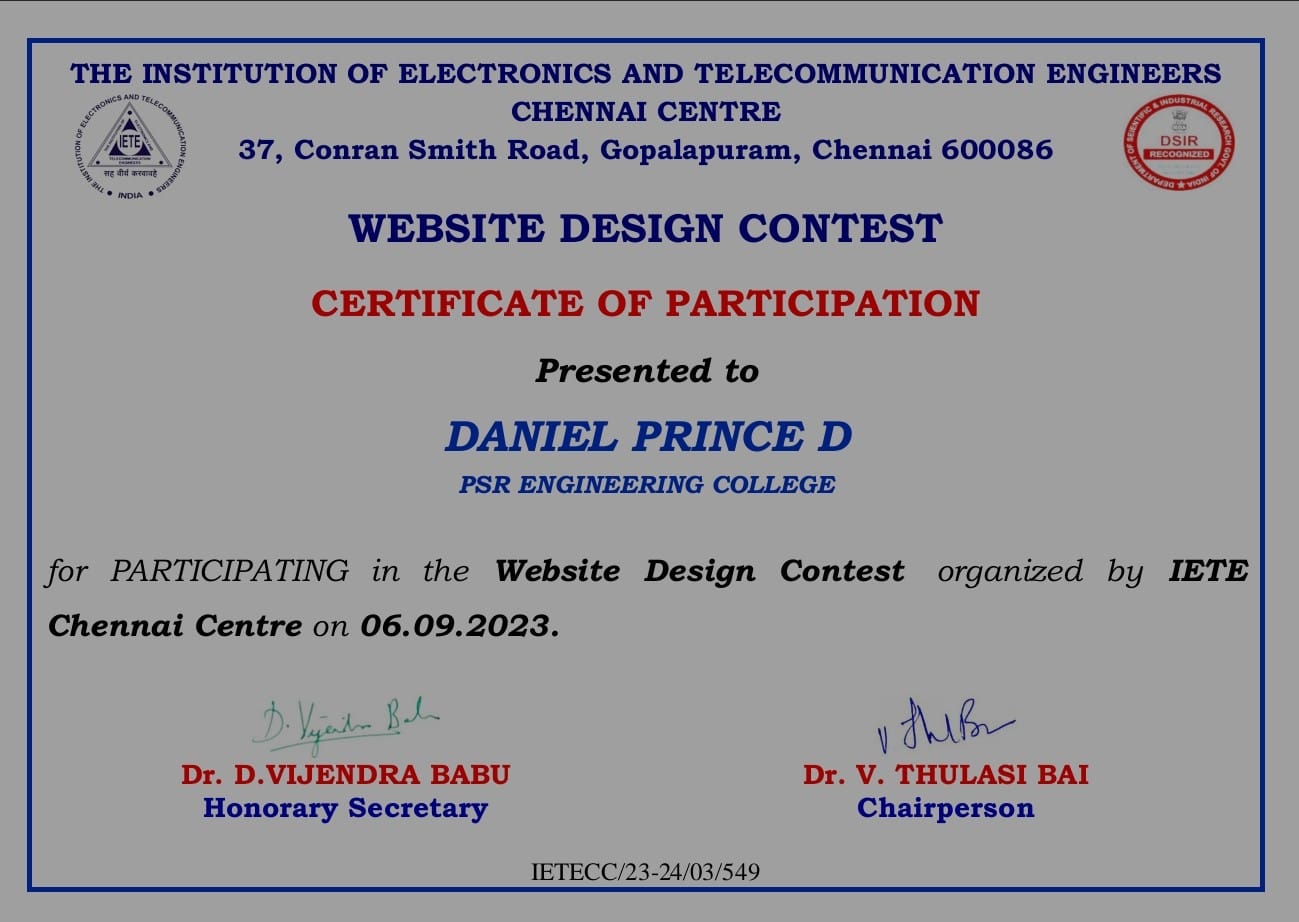 THE INSTITUTION OF ELECTRONICS AND TELECOMMUNICATION ENGINEERS
CHENNAI CENTRE
37, Conran Smith Road, Gopalapuram, Chennai 600086
THE INSTITUTION OF ELECTRONICS AND TELECOMMUNICATION ENGINEERS
IETE
TELECOMMUNICATION
ENGINEERS
सह वीर्यं करवावहे
INDIA
DEPARTMENT OF SCIENTIFIC & INDUSTRIAL RESEARCH GOVT. OF INDIA
DSIR
RECOGNIZED
WEBSITE DESIGN CONTEST
CERTIFICATE OF PARTICIPATION
Presented to
DANIEL PRINCE D
PSR ENGINEERING COLLEGE
for PARTICIPATING in the Website Design Contest organized by IETE
Chennai Centre on 06.09.2023.
D. Vijendra Babu
Dr. D.VIJENDRA BABU
Honorary Secretary
Dr. V. THULASI BAI
Chairperson
IETECC/23-24/03/549